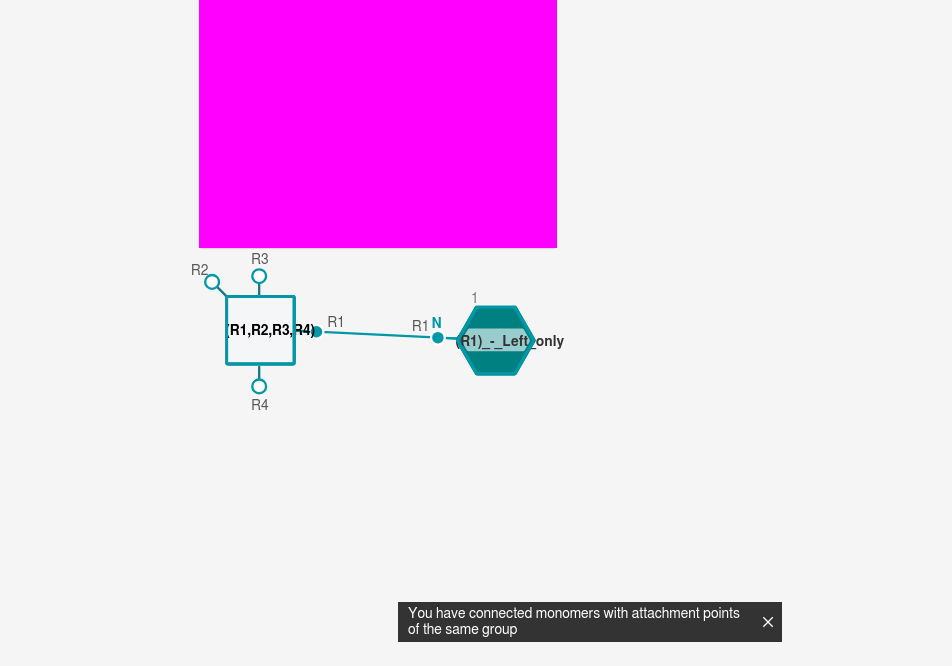 R3
R2
1
(R1,R2,R3,R4)
R1
R1
N
(R1)_-_Left_only
R4
You have connected monomers with attachment points
of the same group